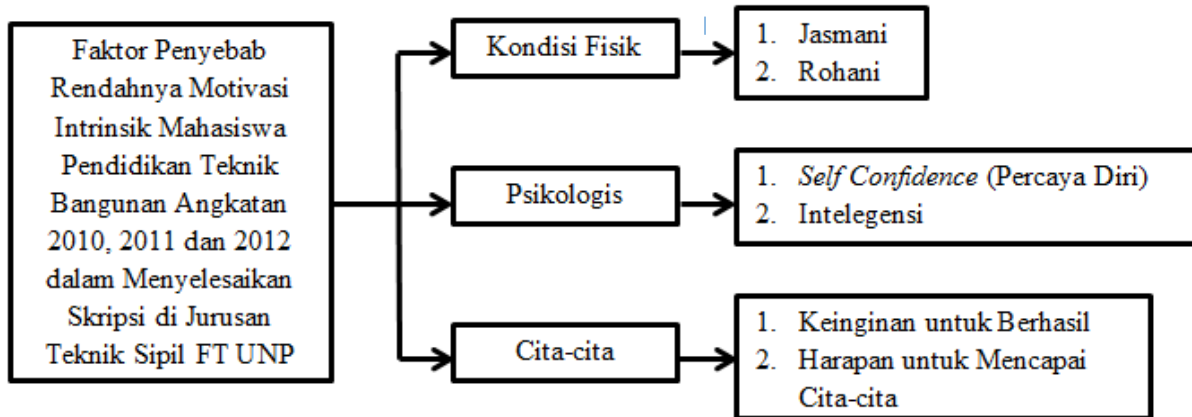 Faktor Penyebab
Rendahnya Motivasi
Intrinsik Mahasiswa
Pendidikan Teknik
Bangunan Angkatan
2010, 2011 dan 2012
dalam Menyelesaikan
Skripsi di Jurusan
Teknik Sipil FT UNP
Kondisi Fisik
1. Jasmani
2. Rohani
Psikologis
1. Self Confidence (Percaya Diri)
2. Intelegensi
Cita-cita
1. Keinginan untuk Berhasil
2. Harapan untuk Mencapai
Cita-cita